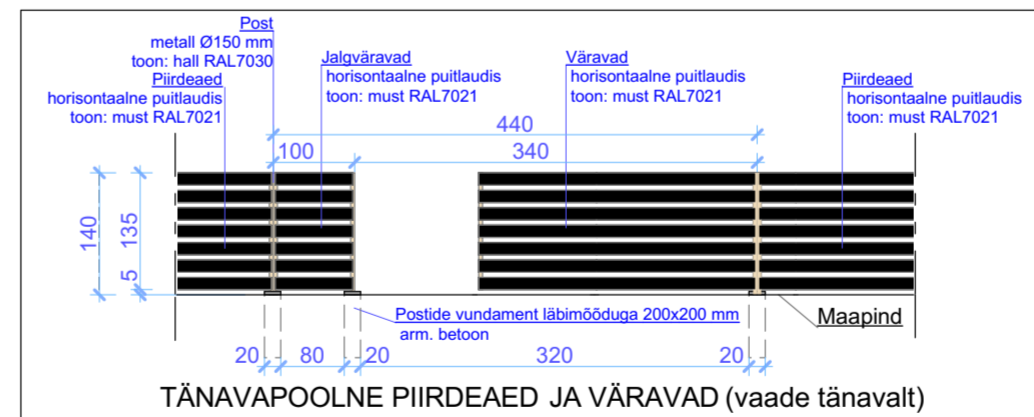 Post
metall Ø150 mm
toon: hall RAL7030
Piirdeaed
horisontaalne puitlaudis
toon: must RAL7021
Jalgväravad
horisontaalne puitlaudis
toon: must RAL7021
Väravad
horisontaalne puitlaudis
toon: must RAL7021
Piirdeaed
horisontaalne puitlaudis
toon: must RAL7021
440
100
340
140
135
5
Postide vundament läbimõõduga 200x200 mm
arm. betoon
Maapind
20 80 20 320 20
TÄNAVAPOOLNE PIIRDEAED JA VÄRAVAD (vaade tänavalt)